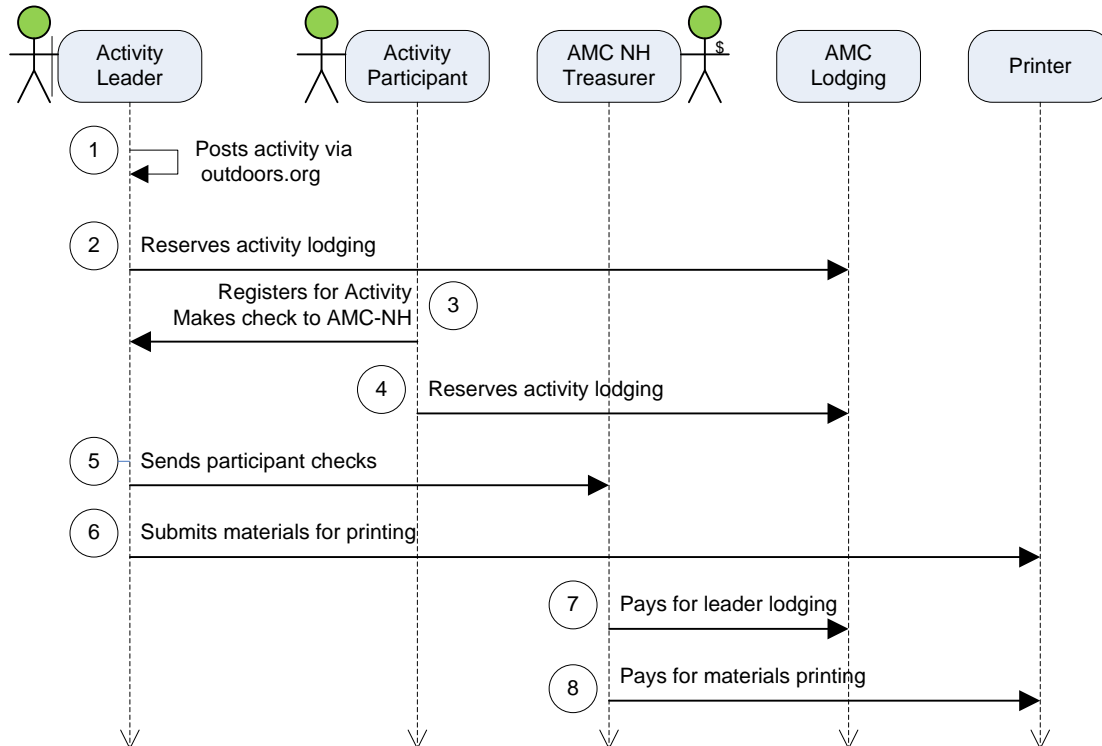 Activity
Leader
Activity
Participant
AMC NH
Treasurer
$
AMC
Lodging
Printer
1
Posts activity via
outdoors.org
2
Reserves activity lodging
Registers for Activity
Makes check to AMC-NH
3
4
Reserves activity lodging
5
Sends participant checks
6
Submits materials for printing
7
Pays for leader lodging
8
Pays for materials printing